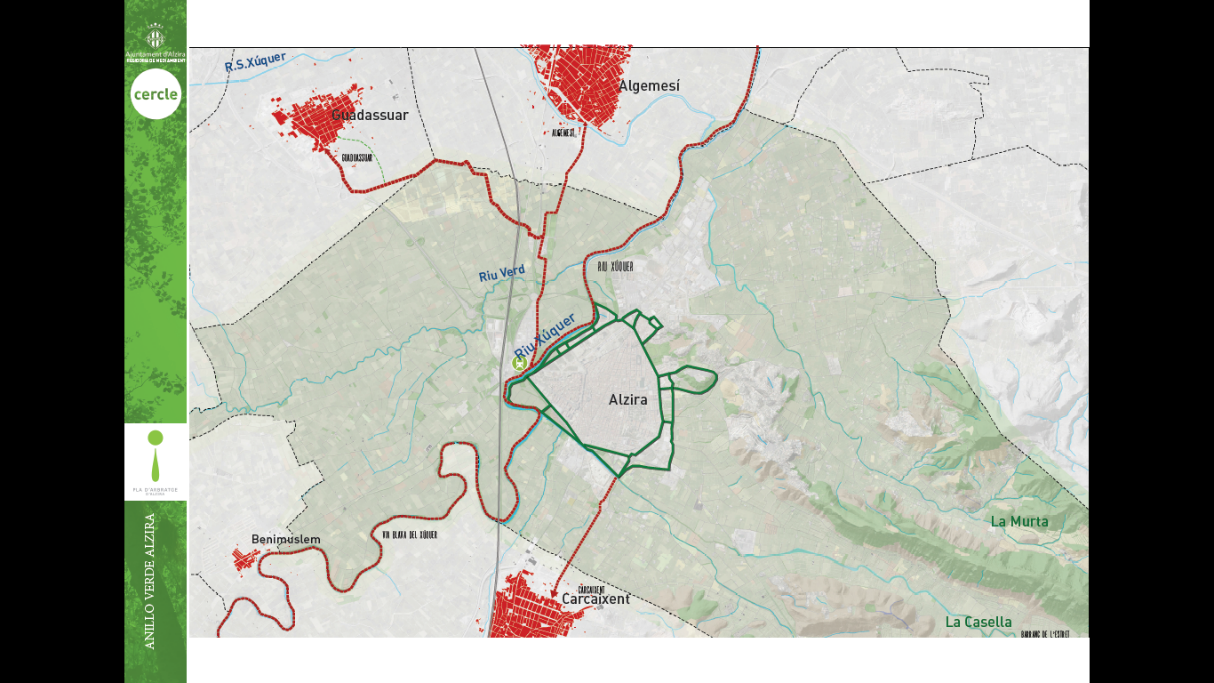 Ajuntament d'Alzira
cercle
PLA D'ARBRATGE
D'ALZIRA
ANILLO VERDE ALZIRA
R.S.Xúquer
Guadassuar
GUADASSUAR
Algemesí
ALGEMESÍ
Riu Verd
RIU XÚQUER
Riu Xúquer
Alzira
Benimuslem
VIA BLAVA DEL XÚQUER
CARCAIXENT
Carcaixent
La Murta
La Casella
BARRANC DE L'ESTRET